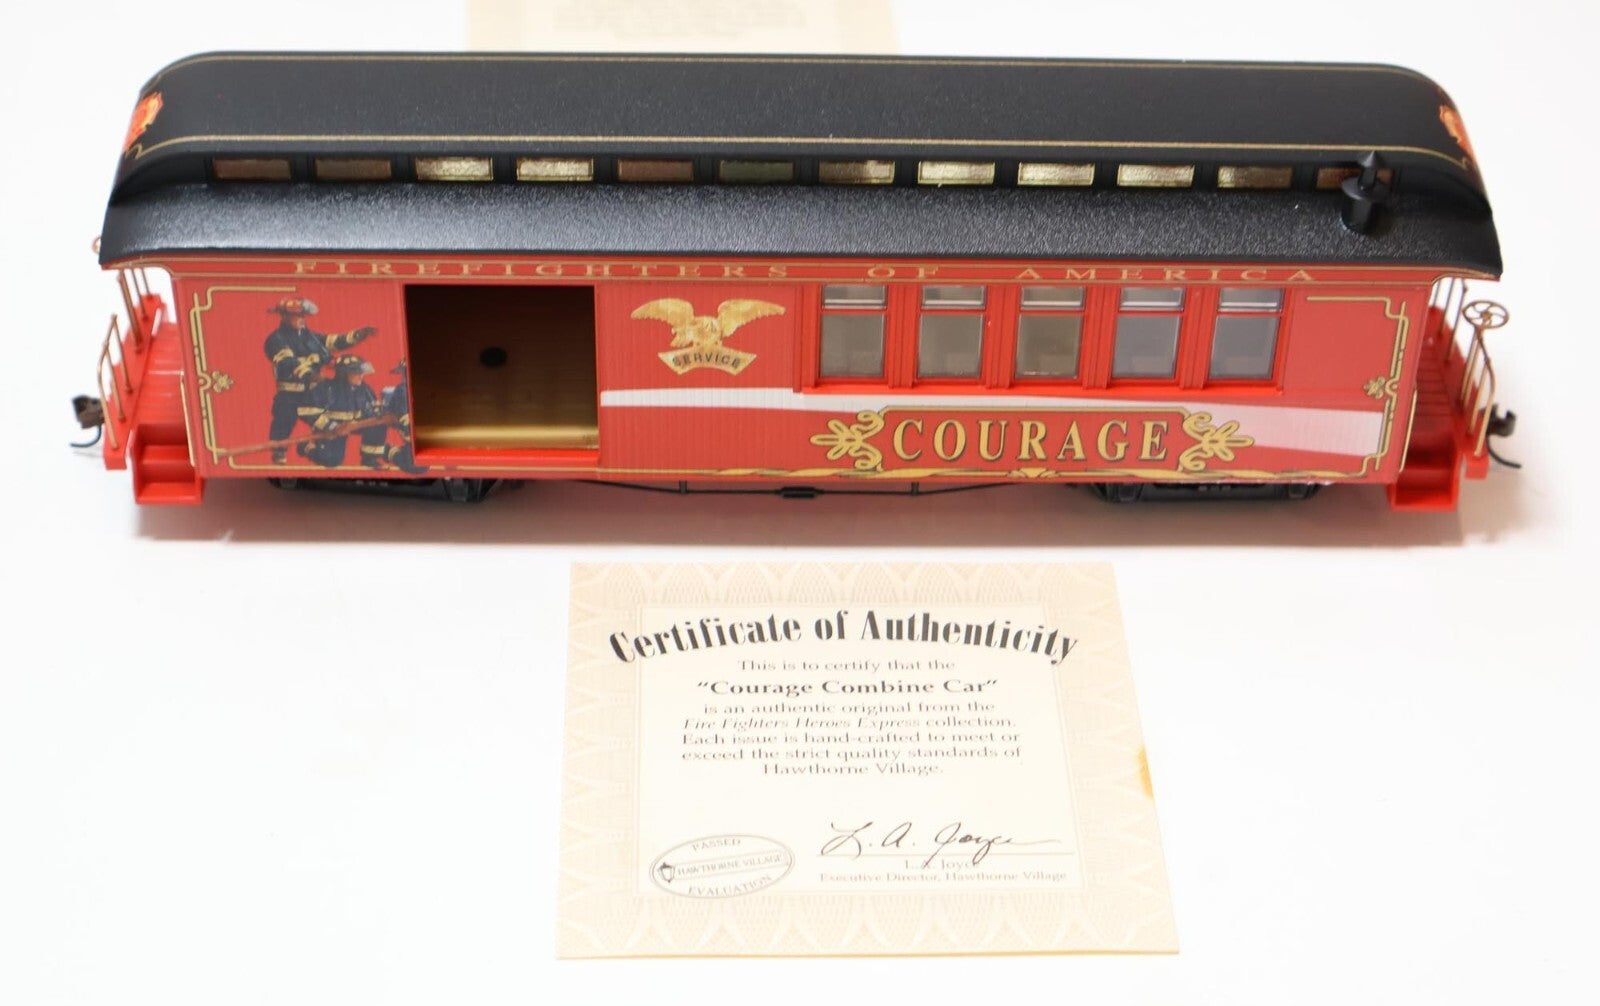 FIREFIGHTERS OF AMERICA
SERVICE
COURAGE
Certificate of Authenticity
This is to certify that the
"Courage Combine Car"
is an authentic original from the
Fire Fighters Heroes Express collection.
Each issue is hand-crafted to meet or
exceed the strict quality standards of
Hawthorne Village.
PASSED
HAWTHORNE VILLAGE
EVALUATION
L. A. Joyce
L.A. Joyce
Executive Director, Hawthorne Village